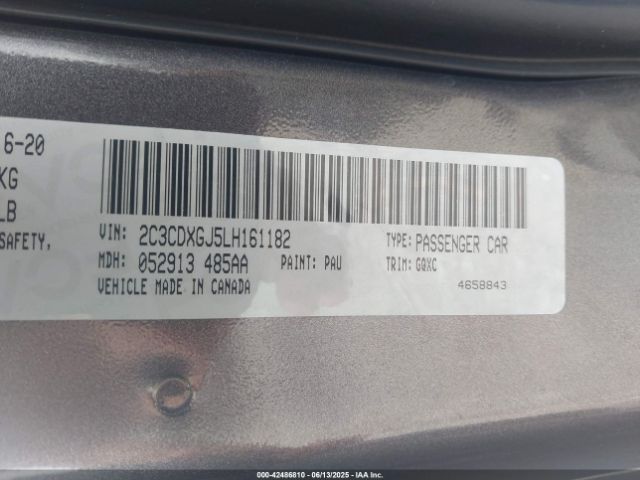 6-20
KG
LB
SAFETY,
VIN: 2C3CDXGJ5LH161182
TYPE: PASSENGER CAR
MDH: 052913 485AA
PAINT: PAU
TRIM: GQXC
VEHICLE MADE IN CANADA
4658843
000-42486810 - 06/13/2025 - IAA Inc.